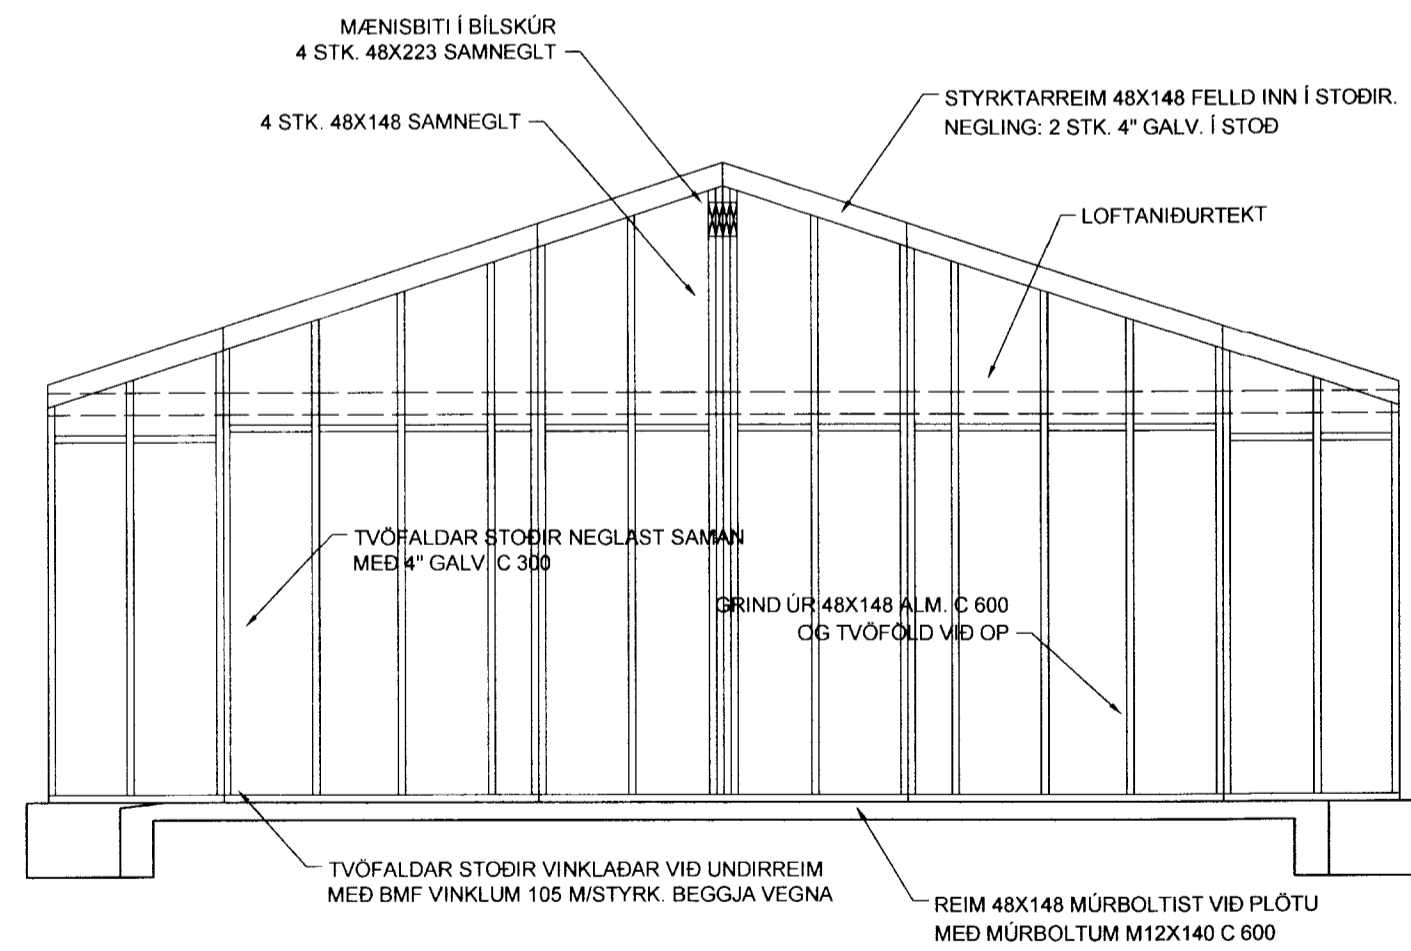 MÆNISBITI Í BÍLSKÚR
4 STK. 48X223 SAMNEGLT
4 STK. 48X148 SAMNEGLT
STYRKTARREIM 48X148 FELLD INN Í STOÐIR.
NEGLING: 2 STK. 4" GALV. Í STOÐ
LOFTANIÐURTEKT
TVÖFALDAR STOÐIR NEGLAST SAMAN
MEÐ 4" GALV. C 300
GRIND ÚR 48X148 ALM. C 600
OG TVÖFÖLD VIÐ OP
TVÖFALDAR STOÐIR VINKLAÐAR VIÐ UNDIRREIM
MEÐ BMF VINKLUM 105 M/STYRK. BEGGJA VEGNA
REIM 48X148 MÚRBOLTIST VIÐ PLÖTU
MEÐ MÚRBOLTUM M12X140 C 600